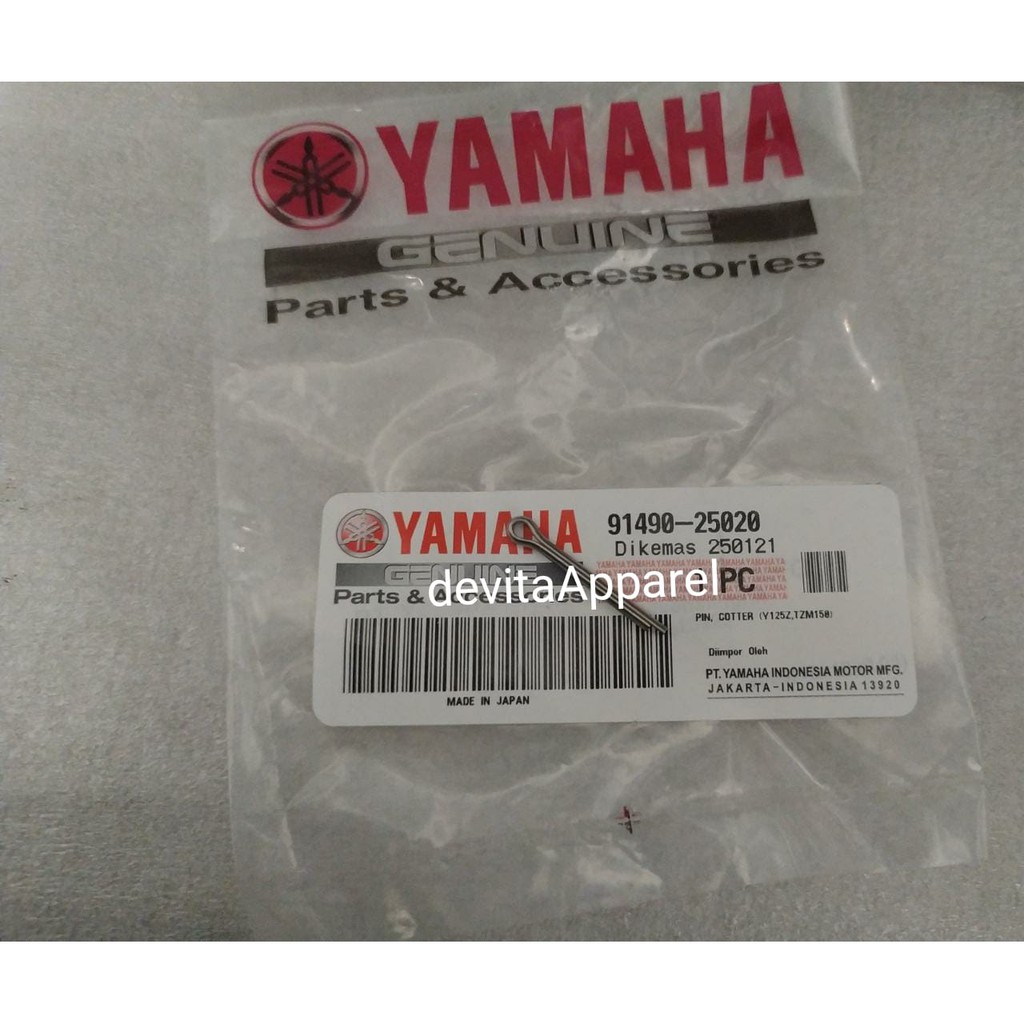 YAMAHA
GENUINE
Parts & Accessories
YAMAHA
GENUINE
Parts & Accessories
91490-25020
Dikemas 250121
PC
devitaApparel
PIN, COTTER (Y125Z,TZM150)
Diimpor Oleh
PT. YAMAHA INDONESIA MOTOR MFG.
JAKARTA-INDONESIA 13920
MADE IN JAPAN